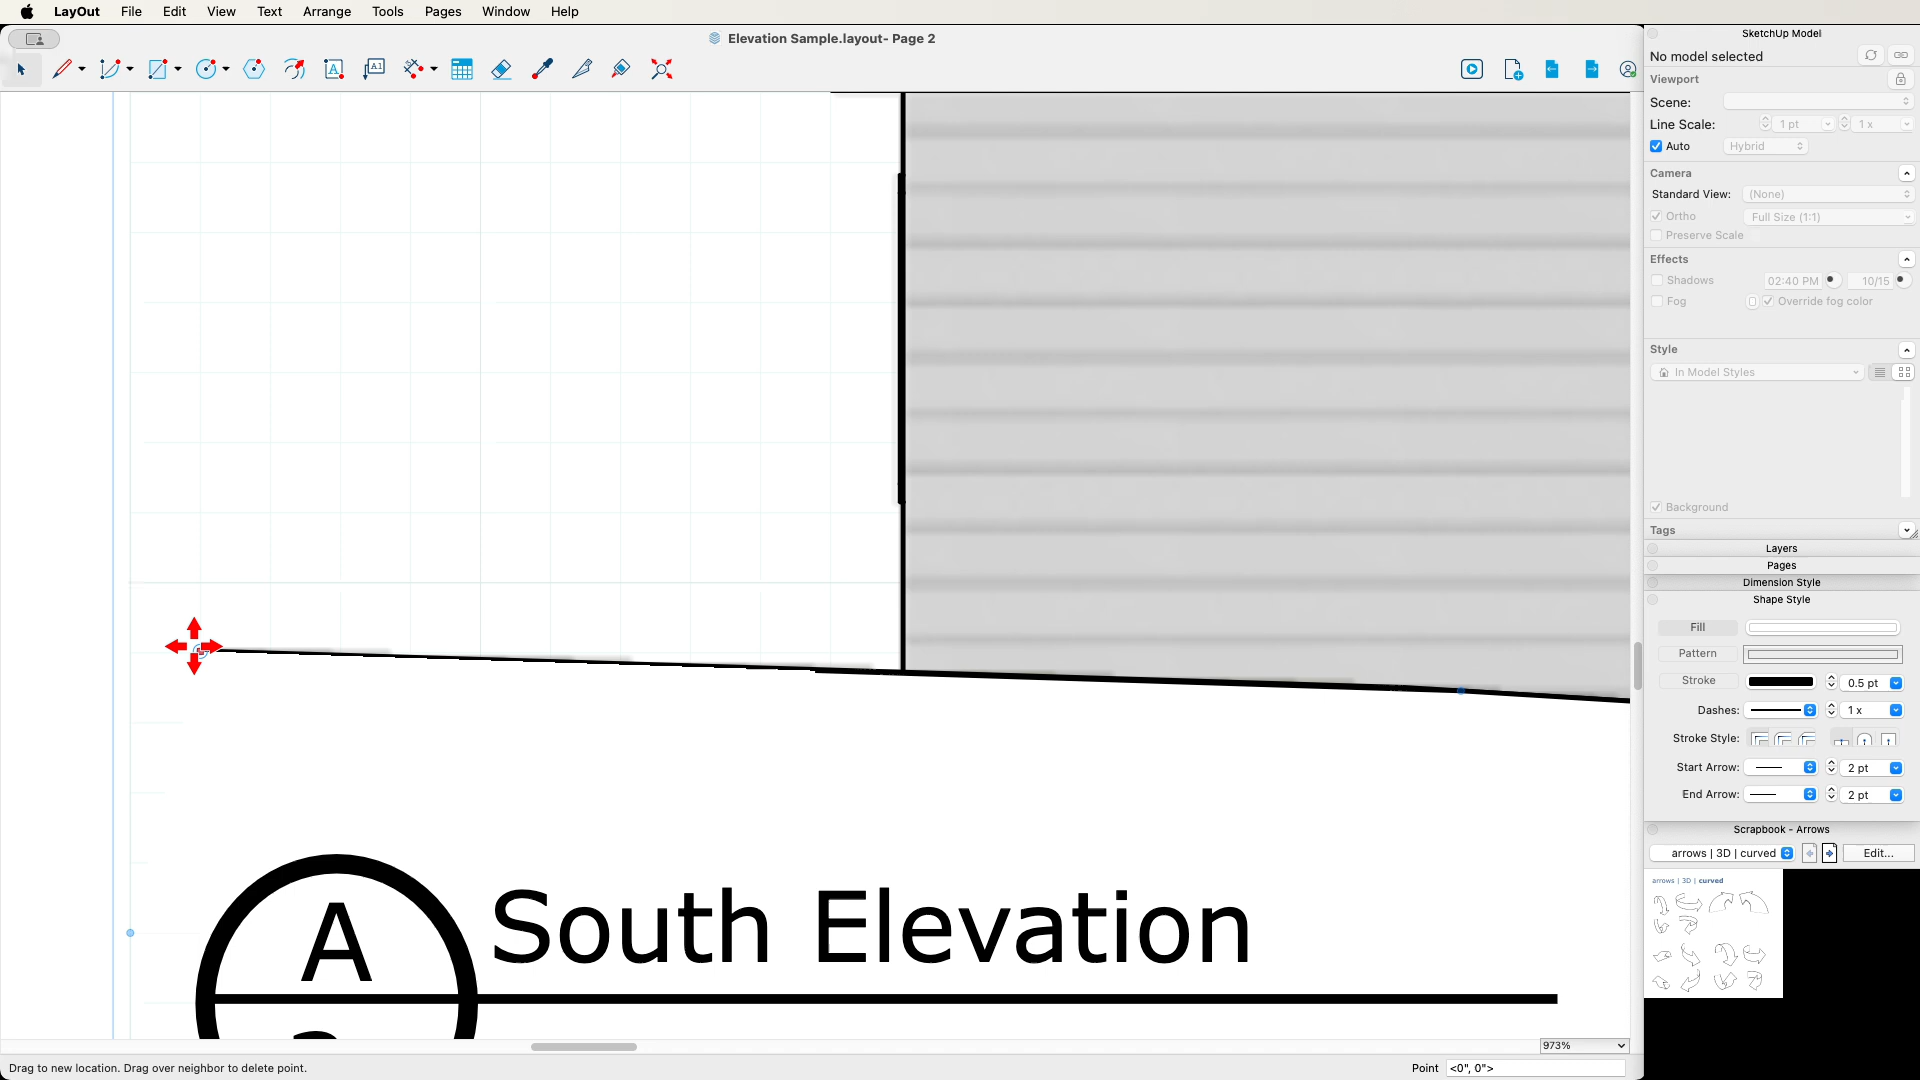 LayOut File Edit View Text Arrange Tools Pages Window Help
Elevation Sample.layout- Page 2
A1
SketchUp Model
No model selected
Viewport
Scene:
Line Scale: 1 pt 1 x
Auto Hybrid
Camera
Standard View: (None)
Ortho Full Size (1:1)
Preserve Scale
Effects
Shadows 02:40 PM 10/15
Fog Override fog color
Style
In Model Styles
Background
Tags
Layers
Pages
Dimension Style
Shape Style
Fill
Pattern
Stroke 0.5 pt
Dashes: 1 x
Stroke Style:
Start Arrow: 2 pt
End Arrow: 2 pt
Scrapbook - Arrows
arrows | 3D | curved Edit...
arrows | 3D | curved
A
South Elevation
973%
Drag to new location. Drag over neighbor to delete point.
Point <0", 0">